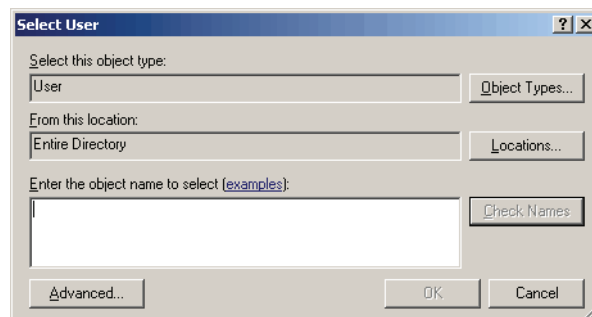 Select User
Select this object type:
User
Object Types...
From this location:
Entire Directory
Locations...
Enter the object name to select (examples):
Check Names
Advanced...
OK
Cancel